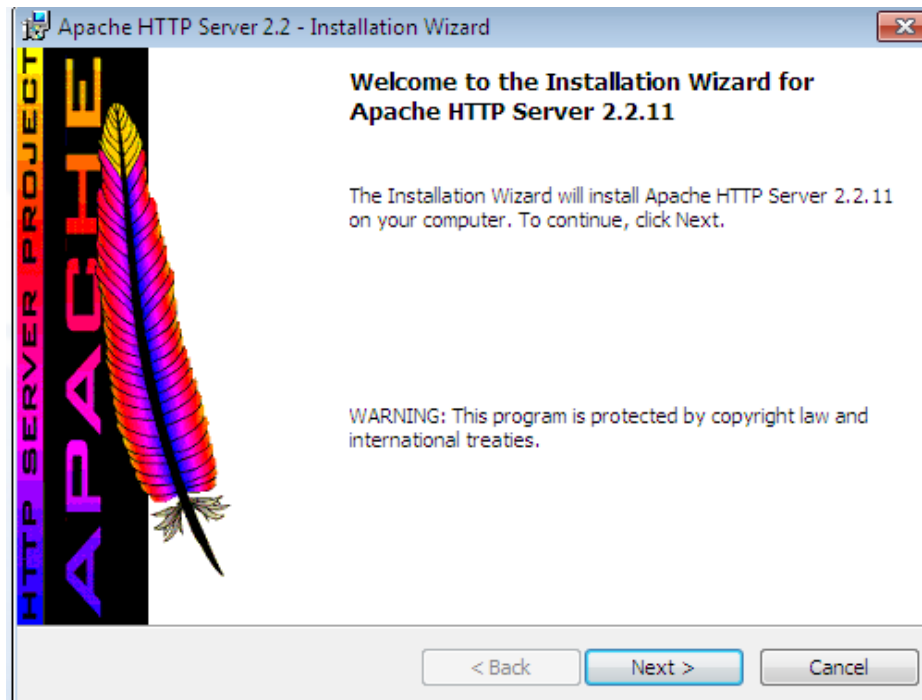 Apache HTTP Server 2.2 - Installation Wizard
HTTP SERVER PROJECT
APACHE
Welcome to the Installation Wizard for
Apache HTTP Server 2.2.11
The Installation Wizard will install Apache HTTP Server 2.2.11
on your computer. To continue, click Next.
WARNING: This program is protected by copyright law and
international treaties.
< Back
Next >
Cancel